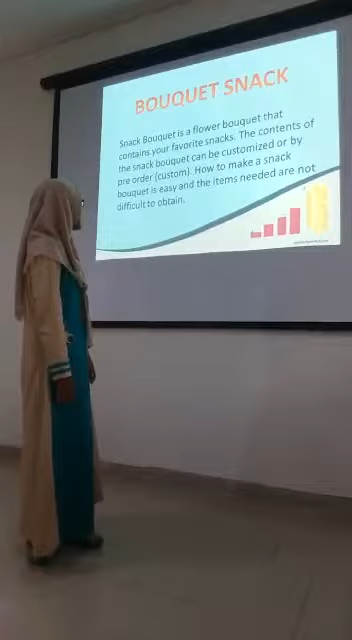 BOUQUET SNACK
Snack Bouquet is a flower bouquet that
contains your favorite snacks. The contents of
the snack bouquet can be customized or by
pre order (custom). How to make a snack
bouquet is easy and the items needed are not
difficult to obtain.